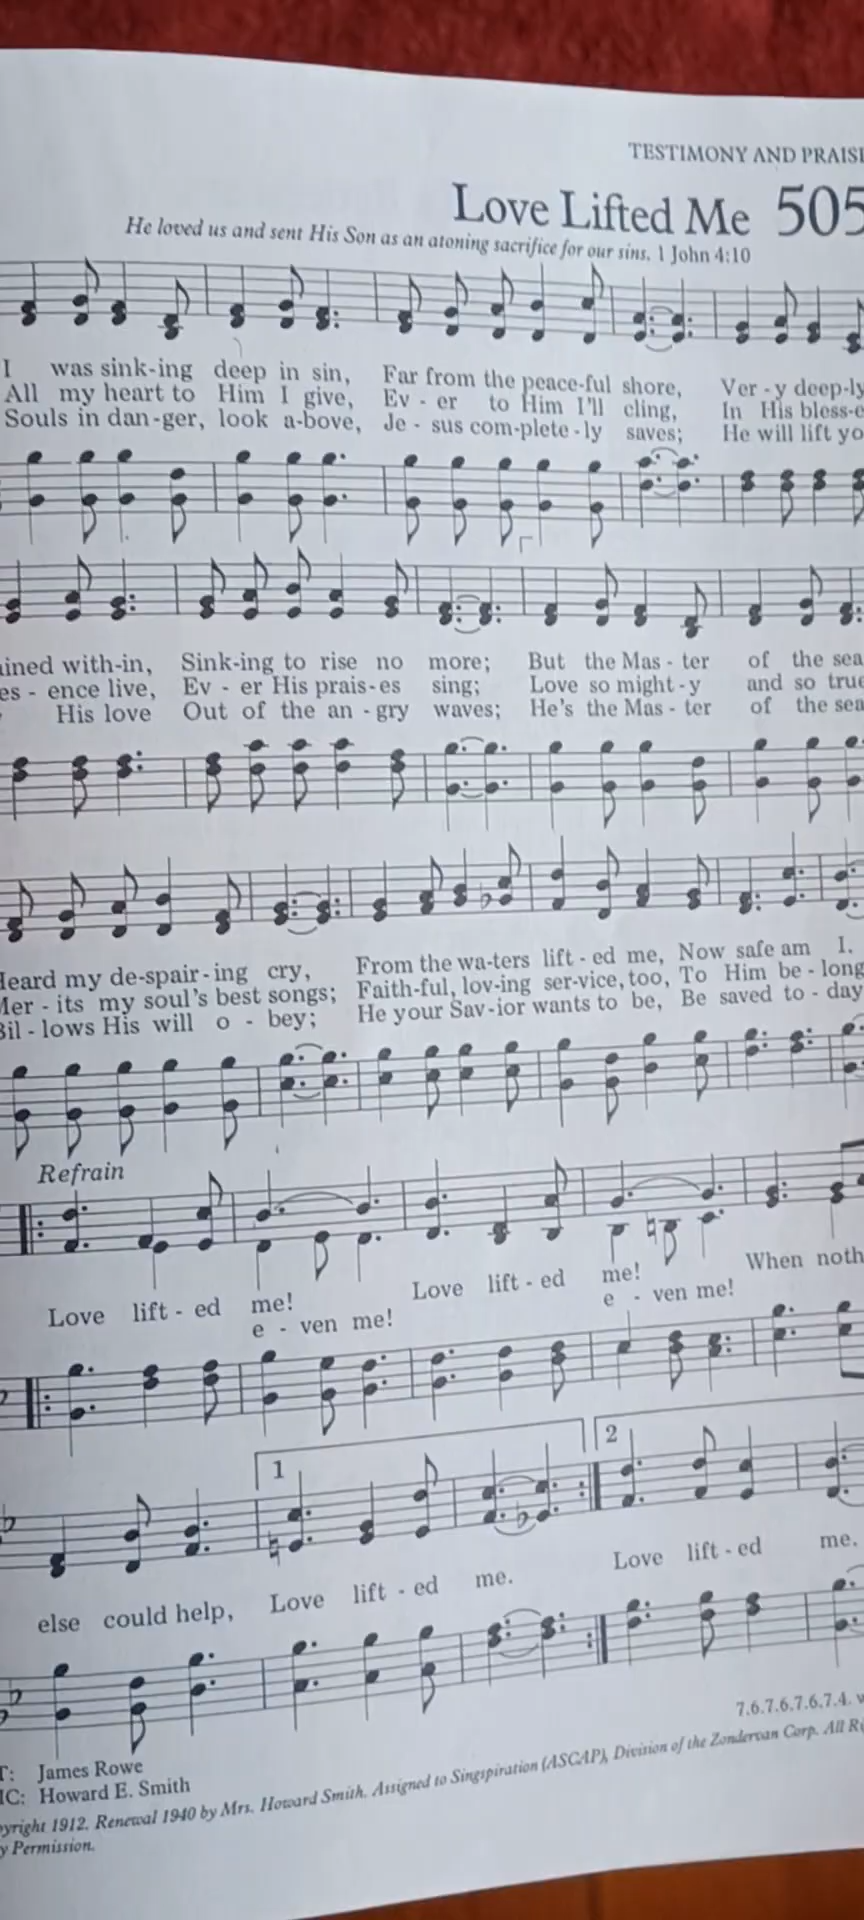 TESTIMONY AND PRAISE
Love Lifted Me 505
He loved us and sent His Son as an atoning sacrifice for our sins. 1 John 4:10
I was sink-ing deep in sin, Far from the peace-ful shore, Ver - y deep-ly
All my heart to Him I give, Ev - er to Him I'll cling, In His bless-e
Souls in dan-ger, look a-bove, Je - sus com-plete-ly saves; He will lift yo
ined with-in, Sink-ing to rise no more; But the Mas - ter of the sea
es - ence live, Ev - er His prais-es sing; Love so might-y and so true
His love Out of the an - gry waves; He's the Mas - ter of the sea
Heard my de-spair-ing cry, From the wa-ters lift - ed me, Now safe am I.
Mer - its my soul's best songs; Faith-ful, lov-ing ser-vice, too, To Him be - long
Bil - lows His will o - bey; He your Sav-ior wants to be, Be saved to - day
Refrain
Love lift - ed me! Love lift - ed me! When noth
e - ven me! e - ven me!
1 2
else could help, Love lift - ed me. Love lift - ed me.
7.6.7.6.7.6.7.4. w
T: James Rowe
IC: Howard E. Smith
pyright 1912. Renewal 1940 by Mrs. Howard Smith. Assigned to Singspiration (ASCAP), Division of the Zondervan Corp. All Ri
y Permission.